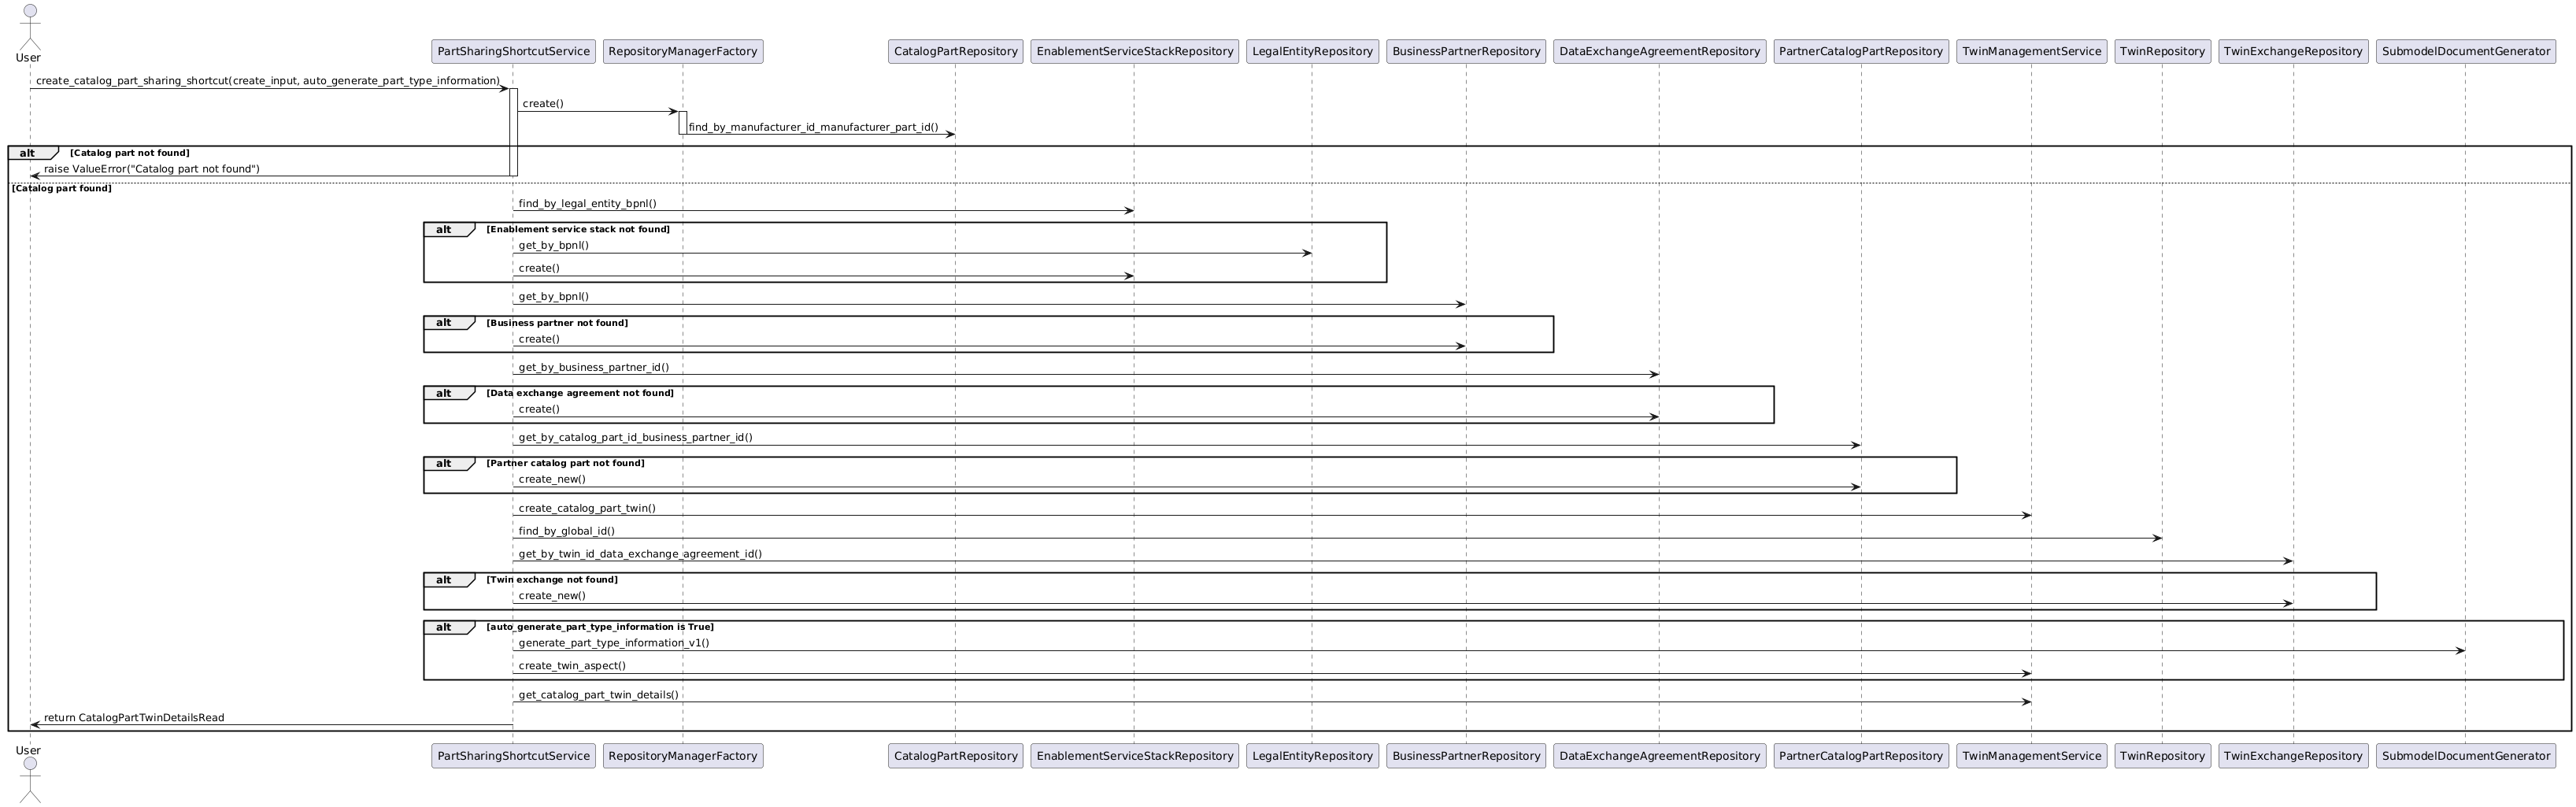 User
PartSharingShortcutService
RepositoryManagerFactory
CatalogPartRepository
EnablementServiceStackRepository
LegalEntityRepository
BusinessPartnerRepository
DataExchangeAgreementRepository
PartnerCatalogPartRepository
TwinManagementService
TwinRepository
TwinExchangeRepository
SubmodelDocumentGenerator
create_catalog_part_sharing_shortcut(create_input, auto_generate_part_type_information)
create()
find_by_manufacturer_id_manufacturer_part_id()
alt [Catalog part not found]
raise ValueError("Catalog part not found")
[Catalog part found]
find_by_legal_entity_bpnl()
alt [Enablement service stack not found]
get_by_bpnl()
create()
get_by_bpnl()
alt [Business partner not found]
create()
get_by_business_partner_id()
alt [Data exchange agreement not found]
create()
get_by_catalog_part_id_business_partner_id()
alt [Partner catalog part not found]
create_new()
create_catalog_part_twin()
find_by_global_id()
get_by_twin_id_data_exchange_agreement_id()
alt [Twin exchange not found]
create_new()
alt [auto_generate_part_type_information is True]
generate_part_type_information_v1()
create_twin_aspect()
get_catalog_part_twin_details()
return CatalogPartTwinDetailsRead
User
PartSharingShortcutService
RepositoryManagerFactory
CatalogPartRepository
EnablementServiceStackRepository
LegalEntityRepository
BusinessPartnerRepository
DataExchangeAgreementRepository
PartnerCatalogPartRepository
TwinManagementService
TwinRepository
TwinExchangeRepository
SubmodelDocumentGenerator